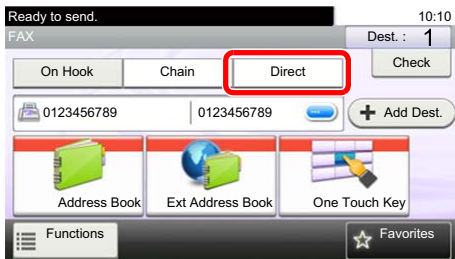 Ready to send. 10:10
FAX Dest. : 1
On Hook Chain Direct Check
0123456789 0123456789 Add Dest.
Address Book Ext Address Book One Touch Key
Functions Favorites